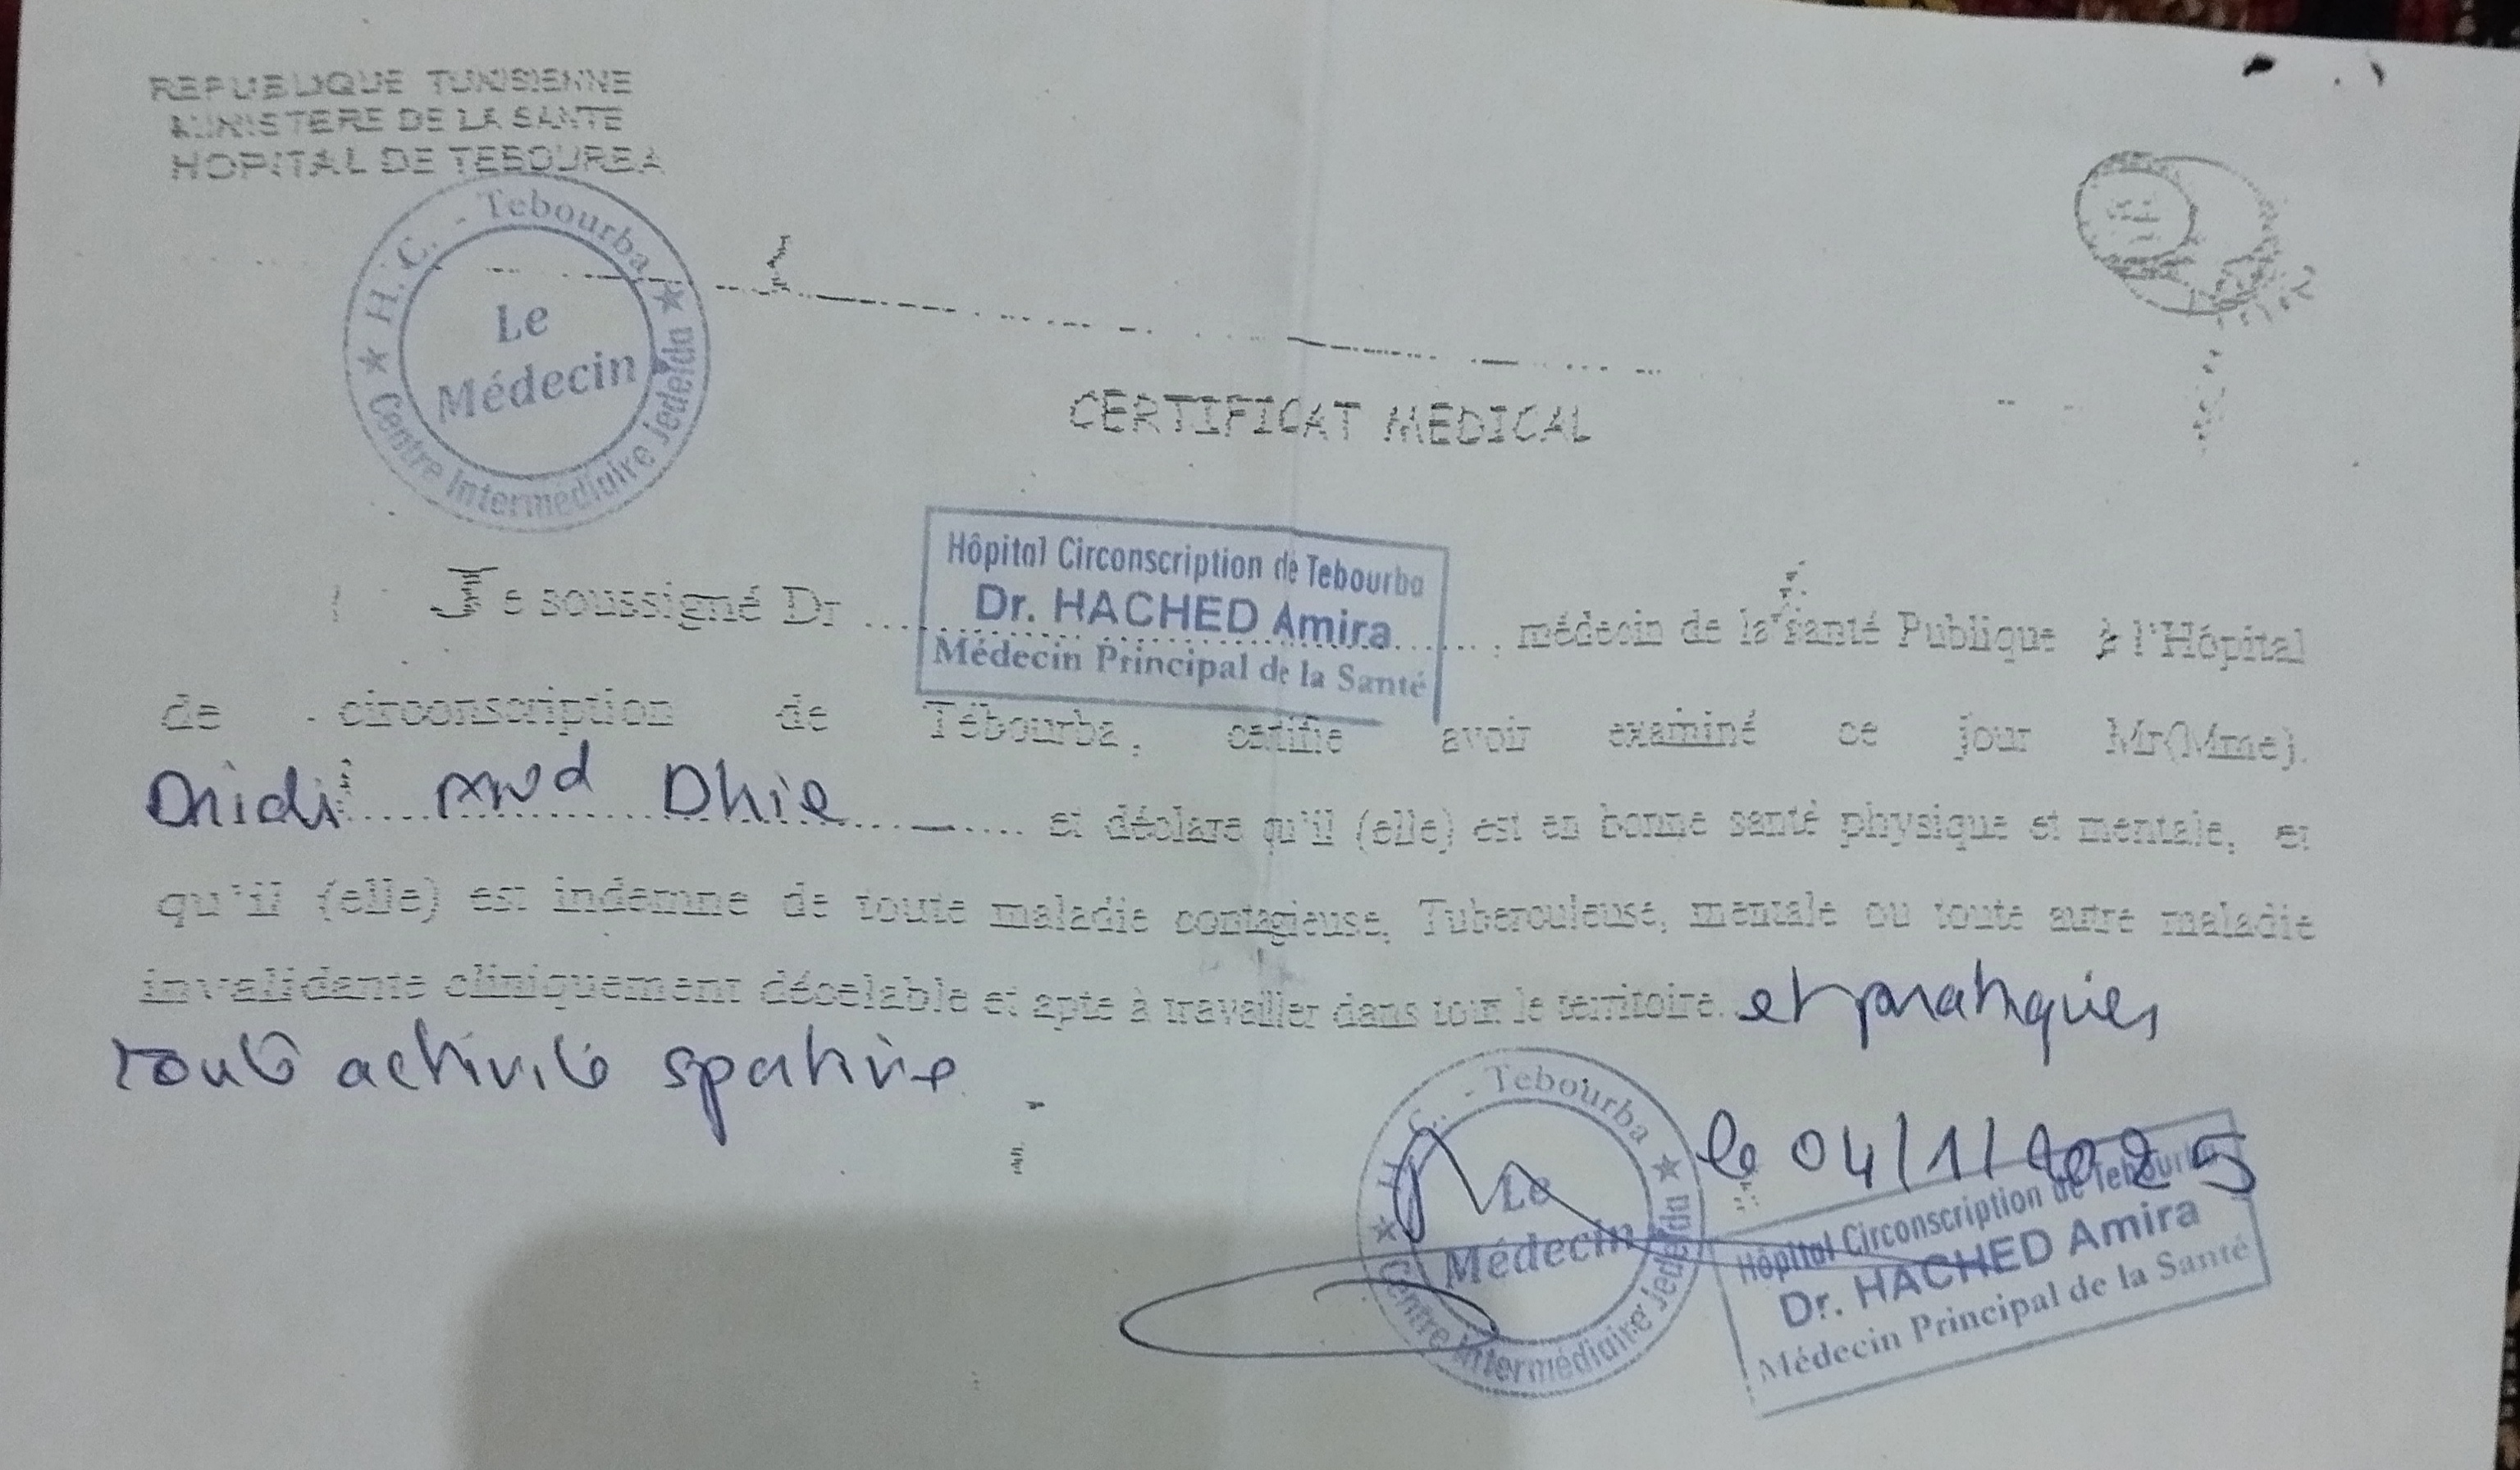 REPUBLIQUE TUNISIENNE
MINISTERE DE LA SANTE
HOPITAL DE TEBOURBA
H.C. - Tebourba
Le
Médecin
Centre Intermédiaire Jedeida
CERTIFICAT MEDICAL
Hôpital Circonscription de Tebourba
Dr. HACHED Amira
Médecin Principal de la Santé
Je soussigné Dr ........................ , médecin de la santé Publique à l'Hôpital
de circonscription de Tébourba, certifie avoir examiné ce jour Mr(Mme).
Dhie ..... et déclare qu'il (elle) est en bonne santé physique et mentale, et
qu'il (elle) est indemne de toute maladie contagieuse, Tuberculeuse, mentale ou toute autre maladie
invalidante cliniquement décelable et apte à travailler dans tout le territoire. et pratiquer
toute activité sportive
H.C. - Tebourba
Le
Médecin
Centre Intermédiaire Jedeida
le 04/1/2025
Hôpital Circonscription de Tebourba
Dr. HACHED Amira
Médecin Principal de la Santé